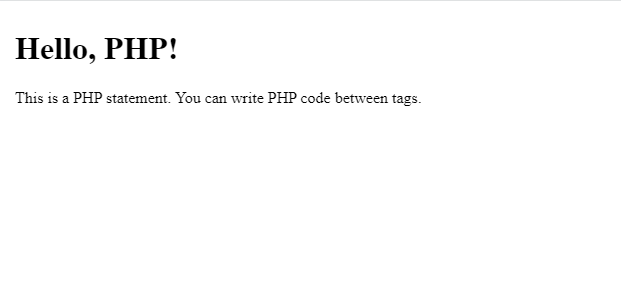 Hello, PHP!
This is a PHP statement. You can write PHP code between tags.